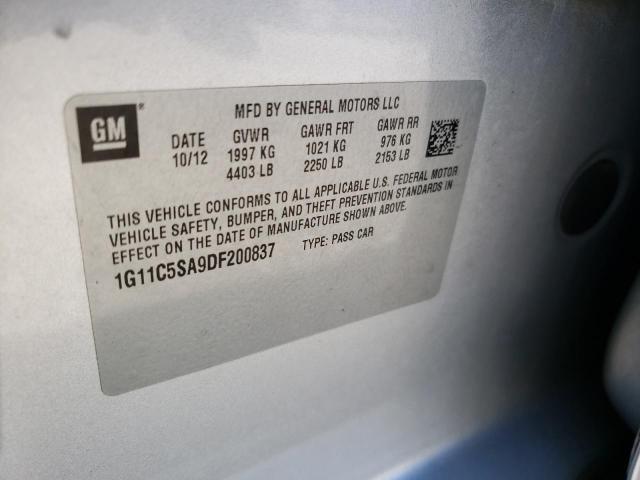 GM®
MFD BY GENERAL MOTORS LLC
DATE GVWR GAWR FRT GAWR RR
10/12 1997 KG 1021 KG 976 KG
4403 LB 2250 LB 2153 LB
THIS VEHICLE CONFORMS TO ALL APPLICABLE U.S. FEDERAL MOTOR
VEHICLE SAFETY, BUMPER, AND THEFT PREVENTION STANDARDS IN
EFFECT ON THE DATE OF MANUFACTURE SHOWN ABOVE.
1G11C5SA9DF200837 TYPE: PASS CAR